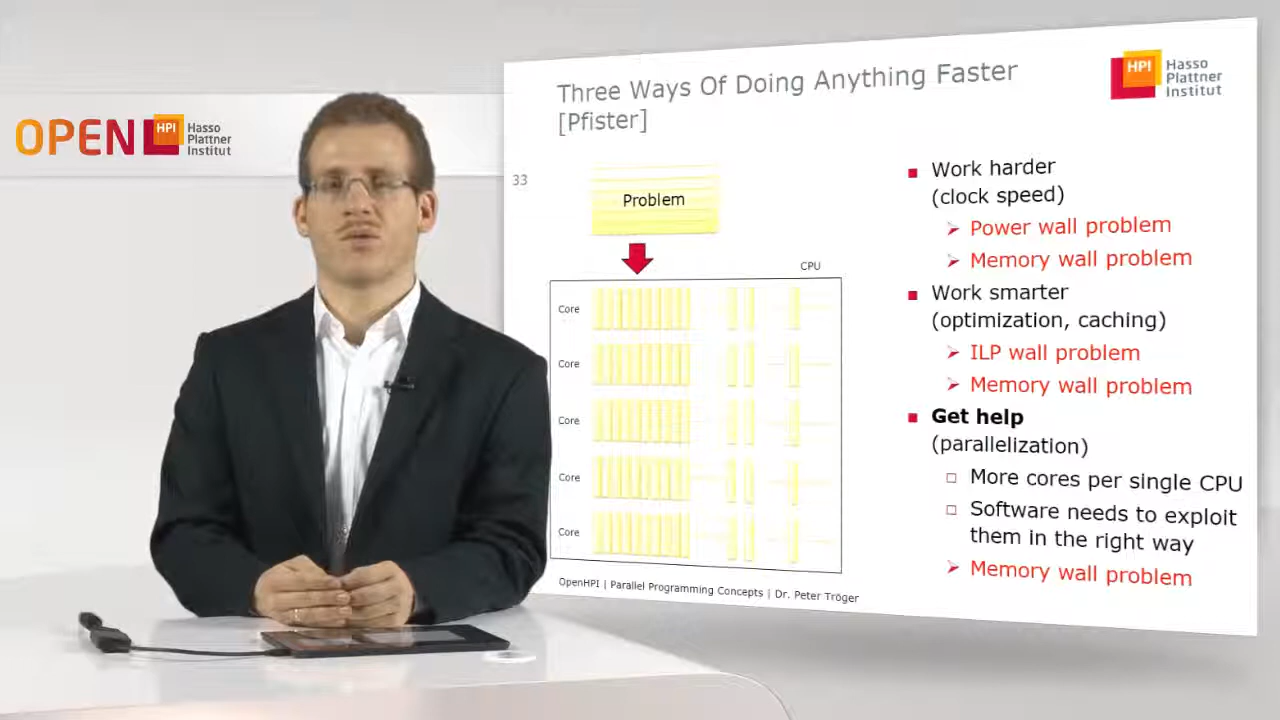 OPEN HPI Hasso
Plattner
Institut
Three Ways Of Doing Anything Faster
[Pfister]
HPI Hasso
Plattner
Institut
33
Problem
CPU
Core
Core
Core
Core
Core
Work harder
(clock speed)
Power wall problem
Memory wall problem
Work smarter
(optimization, caching)
ILP wall problem
Memory wall problem
Get help
(parallelization)
More cores per single CPU
Software needs to exploit
them in the right way
Memory wall problem
OpenHPI | Parallel Programming Concepts | Dr. Peter Tröger